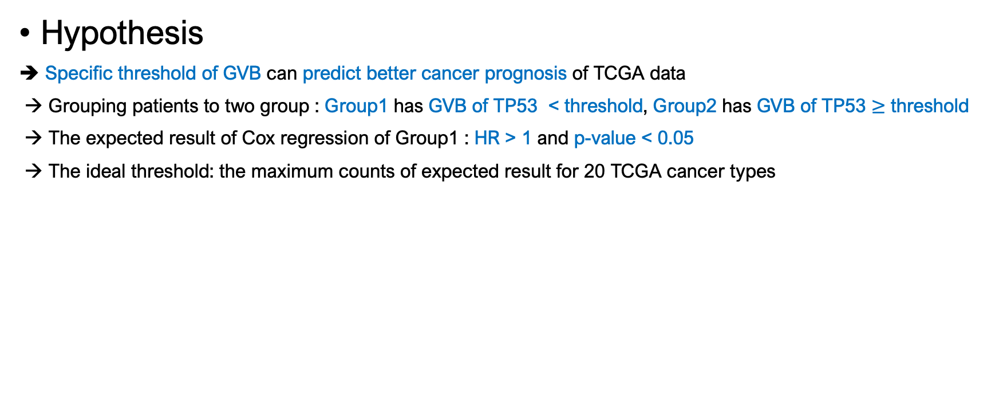 • Hypothesis
➔ Specific threshold of GVB can predict better cancer prognosis of TCGA data
→ Grouping patients to two group : Group1 has GVB of TP53  < threshold, Group2 has GVB of TP53 ≥ threshold
→ The expected result of Cox regression of Group1 : HR > 1 and p-value < 0.05
→ The ideal threshold: the maximum counts of expected result for 20 TCGA cancer types